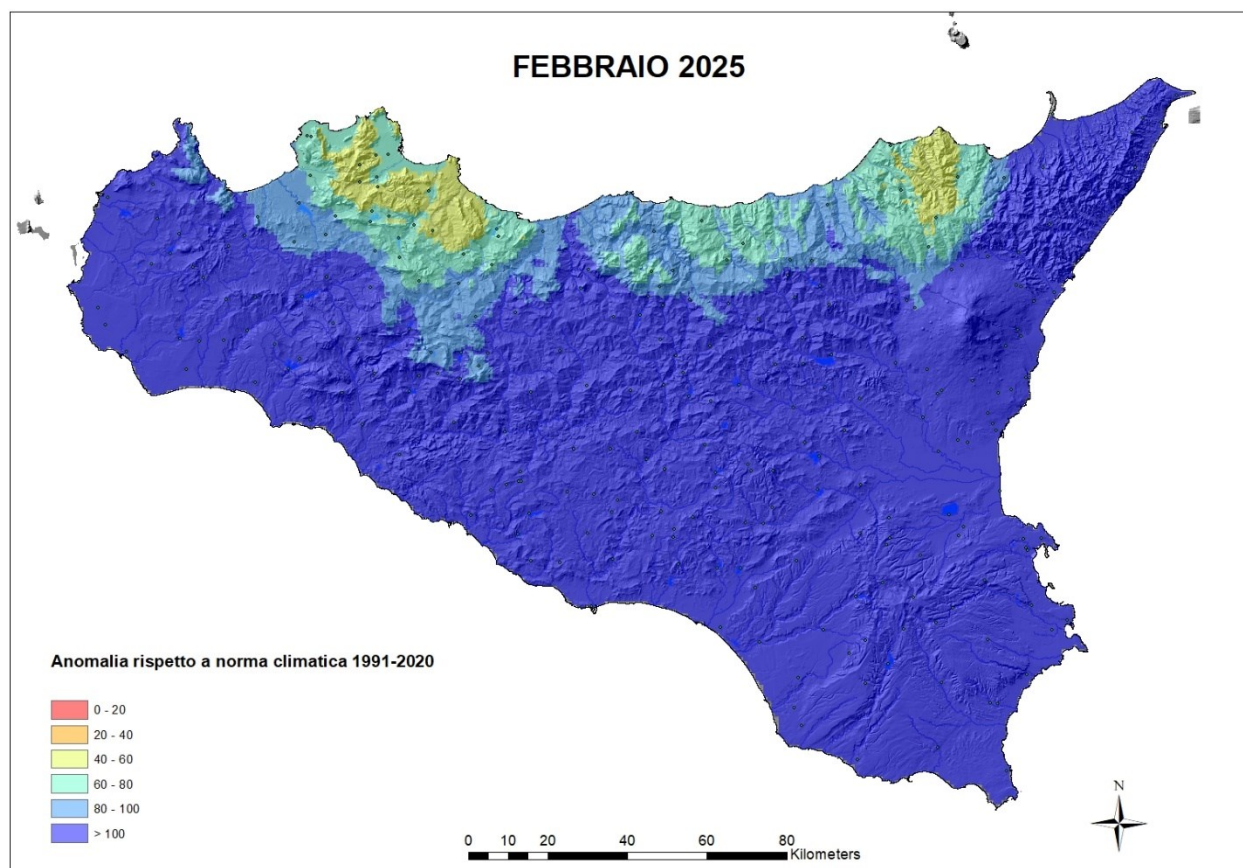 FEBBRAIO 2025
Anomalia rispetto a norma climatica 1991-2020
0 - 20
20 - 40
40 - 60
60 - 80
80 - 100
> 100
N
0 10 20 40 60 80
Kilometers